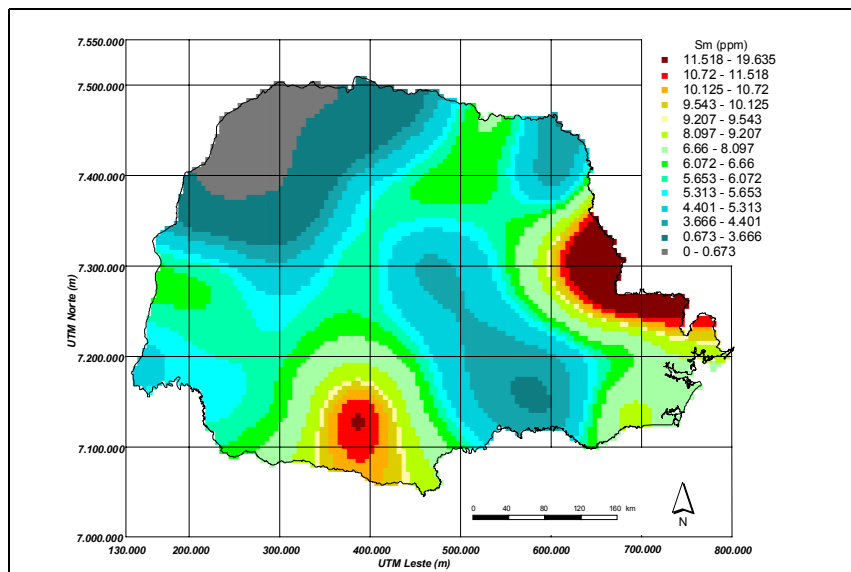 Sm (ppm)
11.518 - 19.635
10.72 - 11.518
10.125 - 10.72
9.543 - 10.125
9.207 - 9.543
8.097 - 9.207
6.66 - 8.097
6.072 - 6.66
5.653 - 6.072
5.313 - 5.653
4.401 - 5.313
3.666 - 4.401
0.673 - 3.666
0 - 0.673
7.550.000
7.500.000
7.400.000
7.300.000
7.200.000
7.100.000
7.000.000
UTM Norte (m)
0 40 80 120 160 km
N
130.000 200.000 300.000 400.000 500.000 600.000 700.000 800.000
UTM Leste (m)